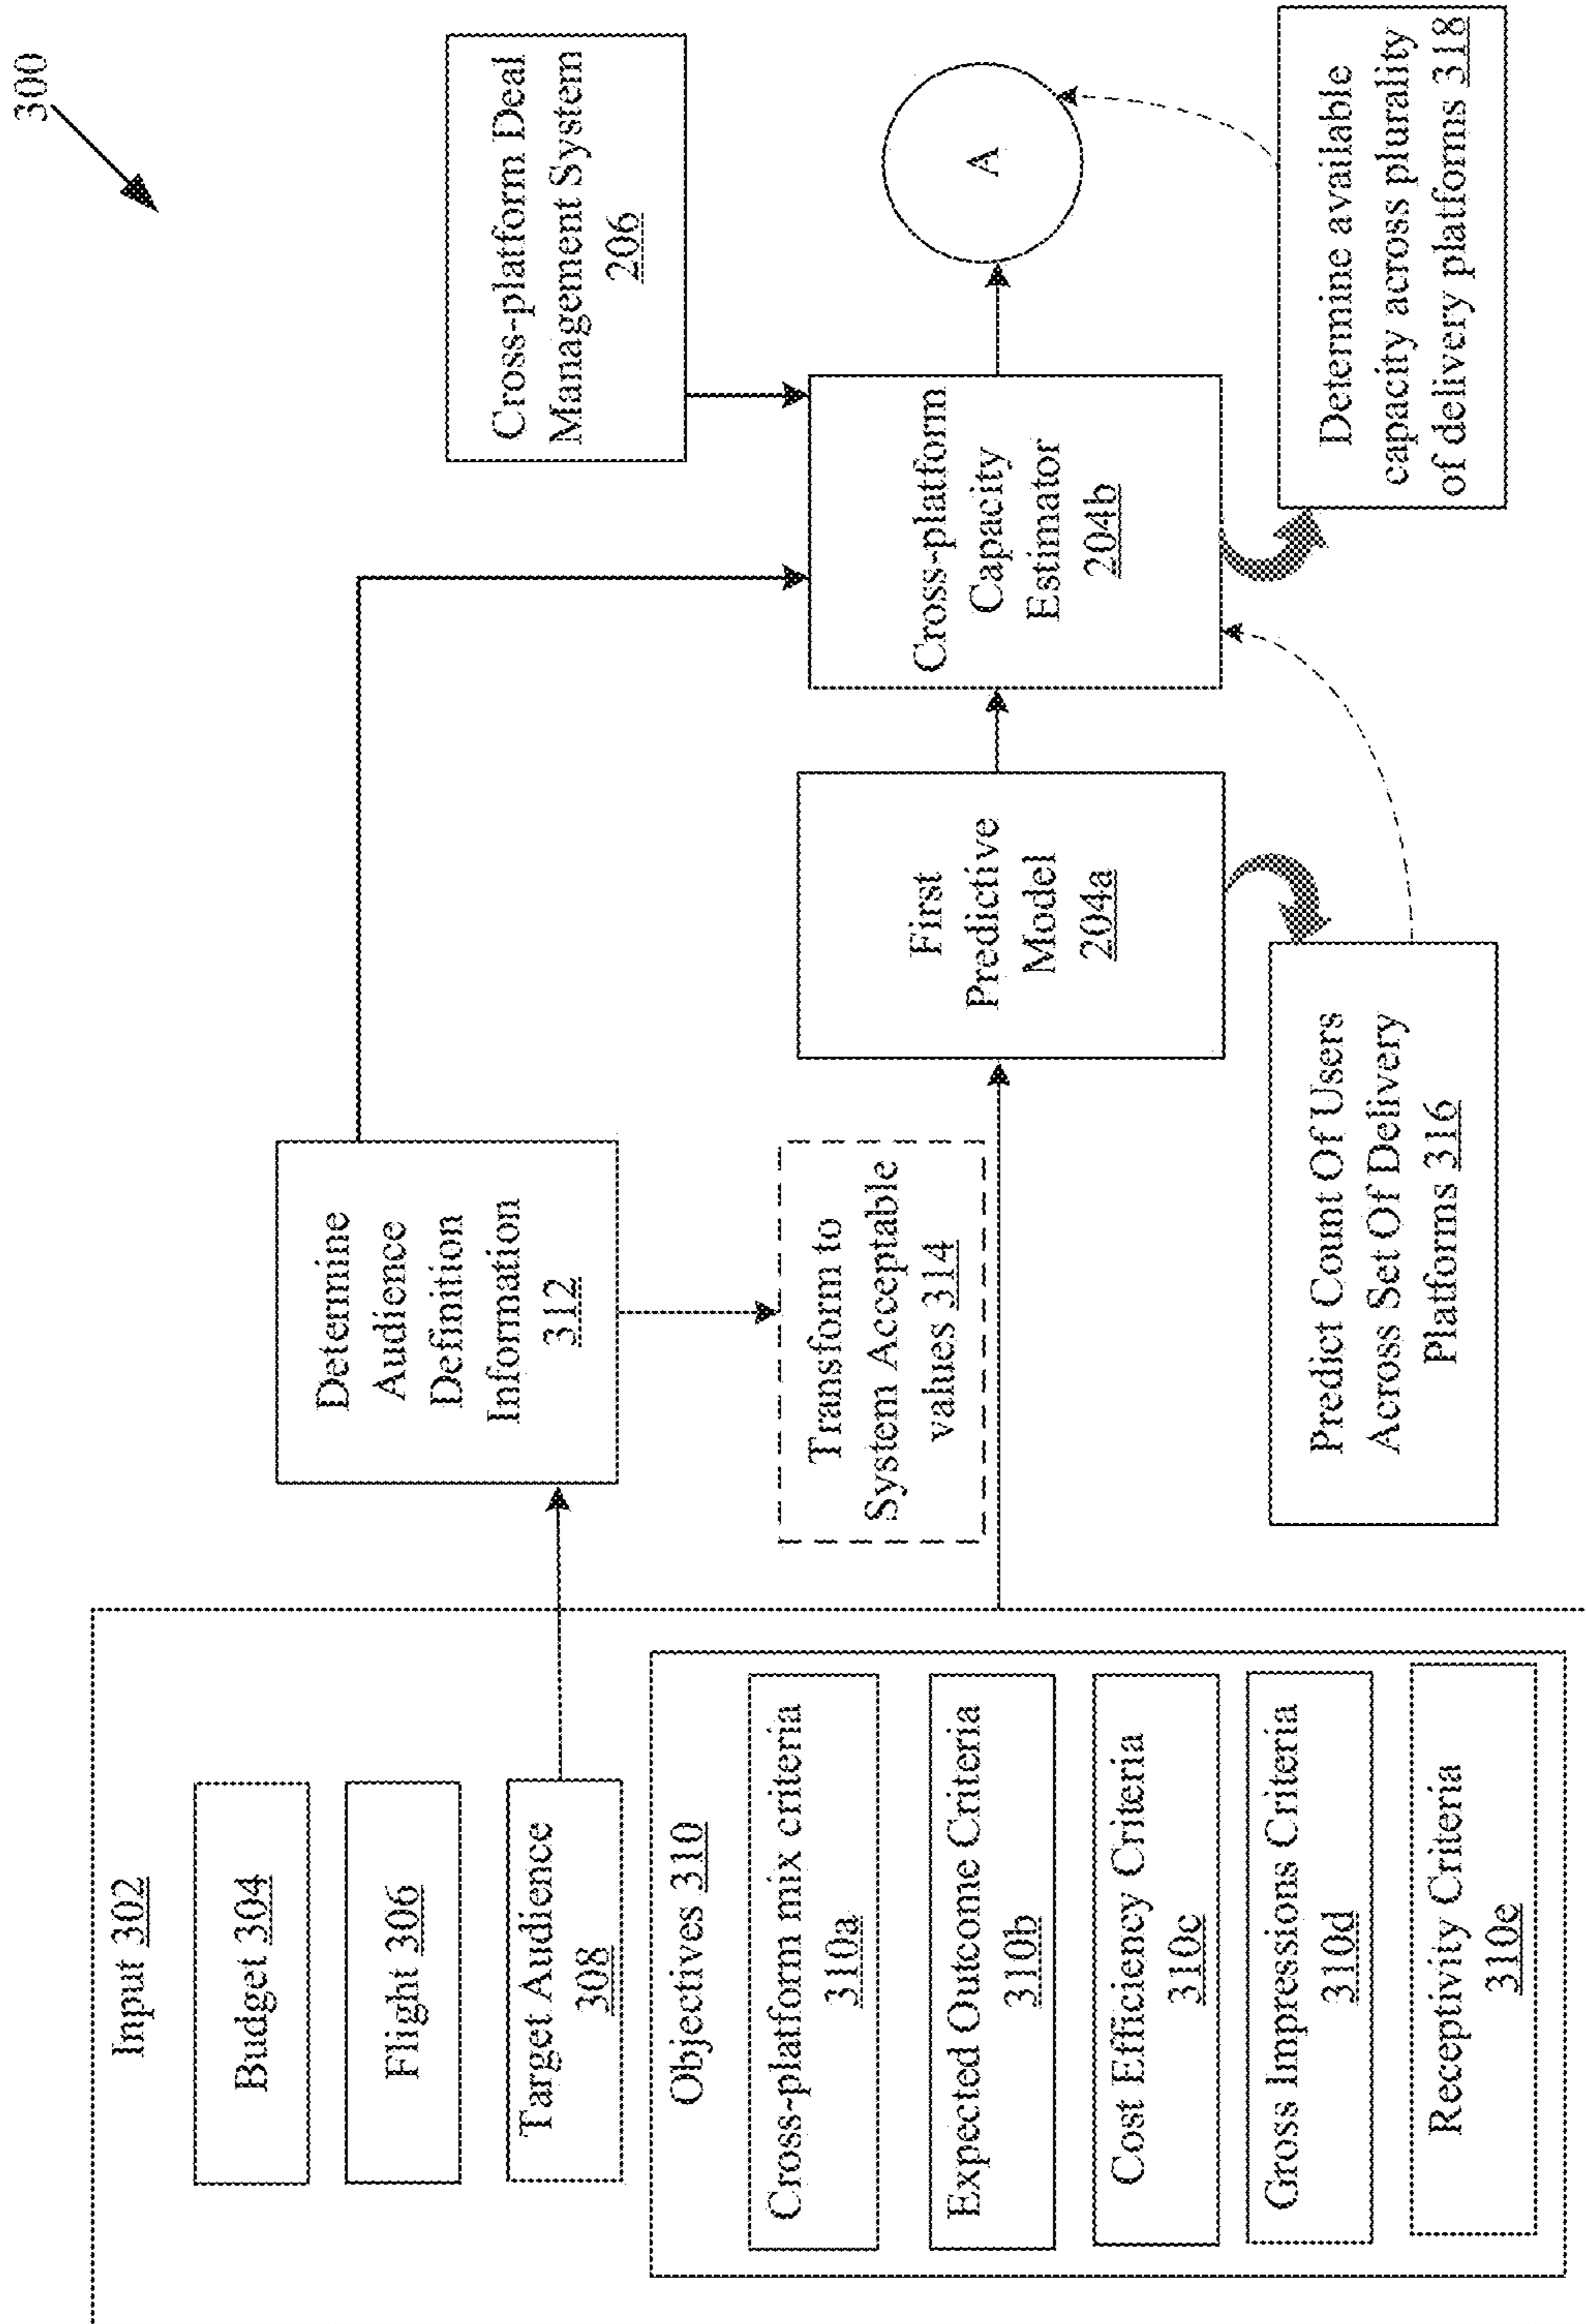 300
Input 302
Budget 304
Flight 306
Target Audience
308
Objectives 310
Cross-platform mix criteria
310a
Expected Outcome Criteria
310b
Cost Efficiency Criteria
310c
Gross Impressions Criteria
310d
Receptivity Criteria
310e
Determine
Audience
Definition
Information
312
Transform to
System Acceptable
values 314
First
Predictive
Model
204a
Predict Count Of Users
Across Set Of Delivery
Platforms 316
Cross-platform Deal
Management System
206
Cross-platform
Capacity
Estimator
204b
A
Determine available
capacity across plurality
of delivery platforms 318